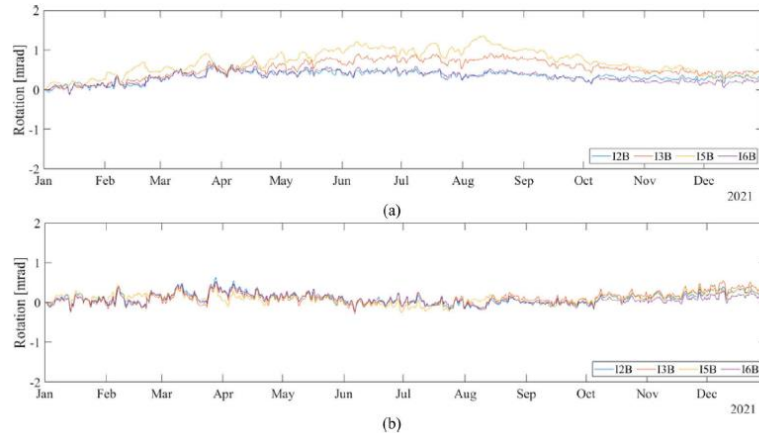 (a)
Rotation [mrad]
2
1
0
-1
-2
I2B I3B I5B I6B
Jan Feb Mar Apr May Jun Jul Aug Sep Oct Nov Dec
2021
(a)
Rotation [mrad]
2
1
0
-1
-2
I2B I3B I5B I6B
Jan Feb Mar Apr May Jun Jul Aug Sep Oct Nov Dec
2021
(b)